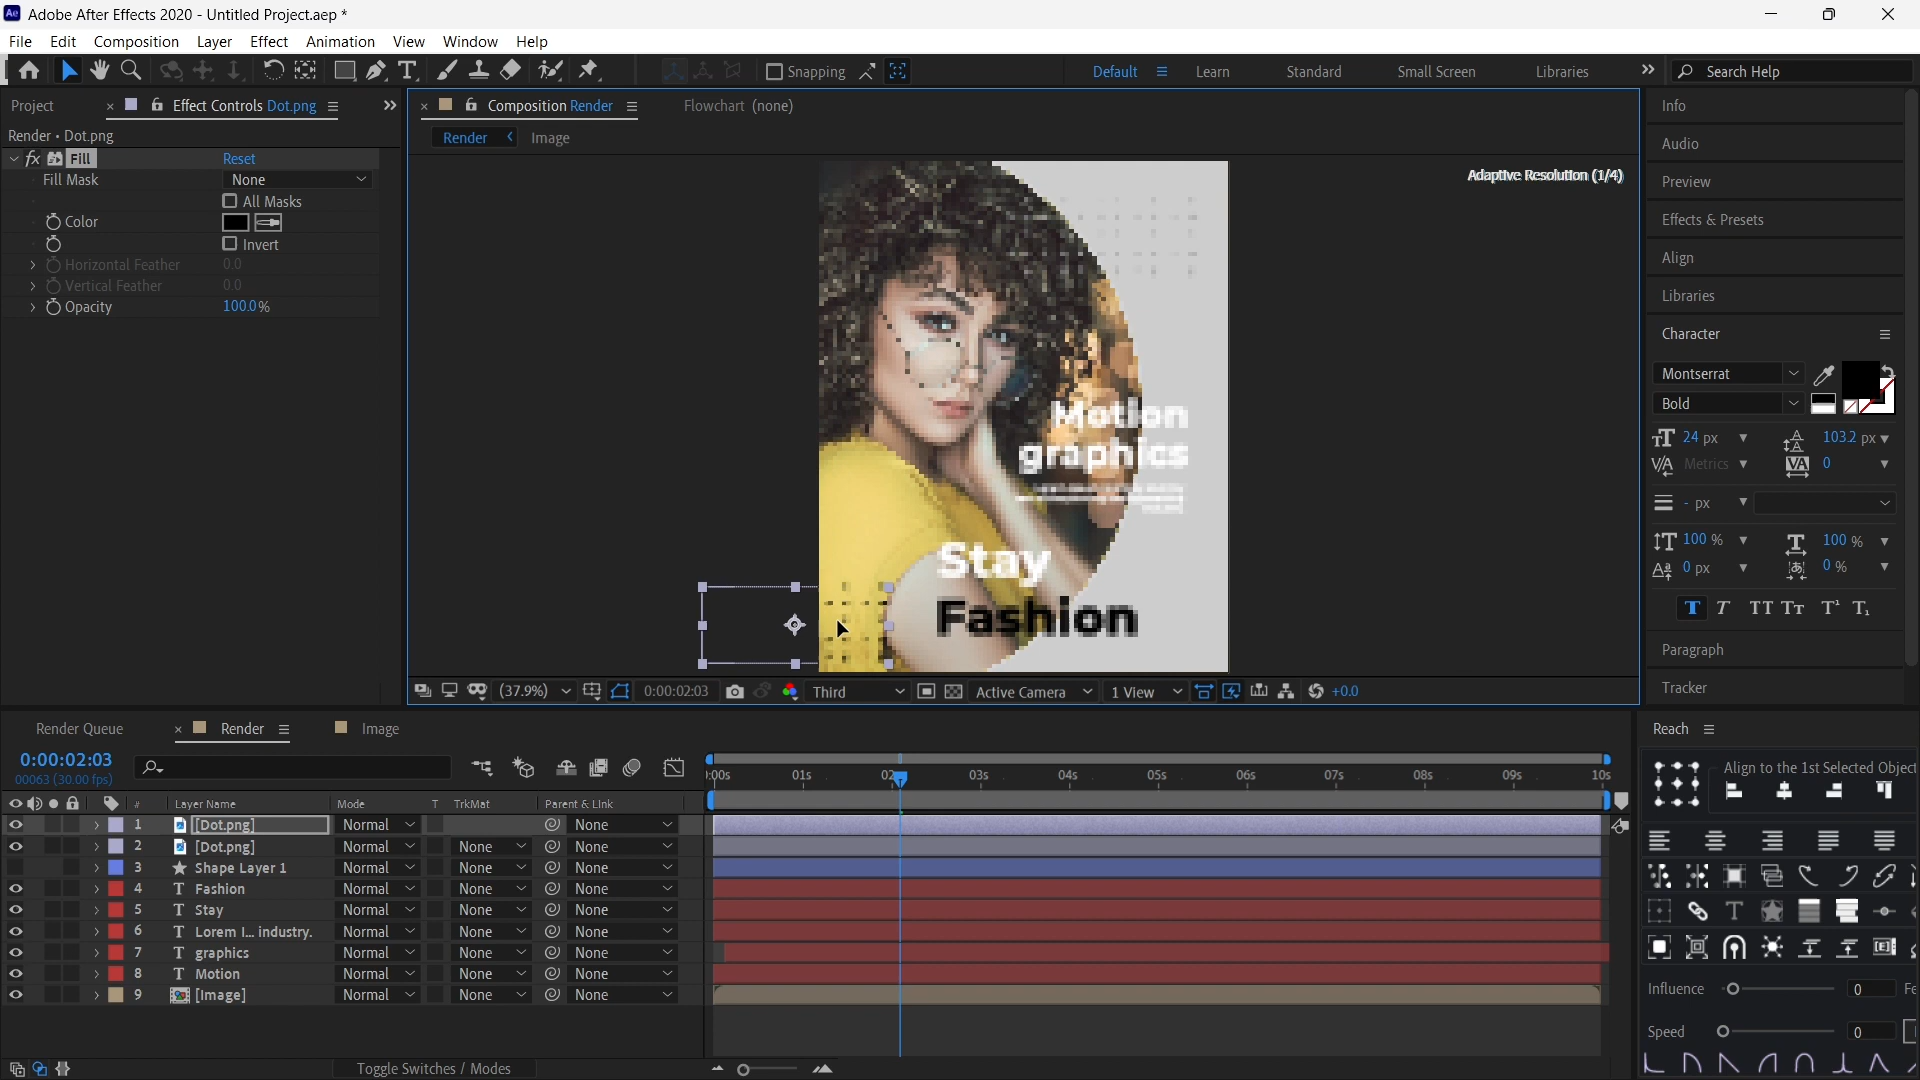 Ae Adobe After Effects 2020 - Untitled Project.aep *
File Edit Composition Layer Effect Animation View Window Help
Snapping Default Learn Standard Small Screen Libraries Search Help
Project Effect Controls Dot.png Composition Render Flowchart (none) Info
Render • Dot.png Render Image
fx Fill Reset Audio
Fill Mask None Adaptive Resolution (1/4) Preview
All Masks
Color Effects & Presets
Invert
Horizontal Feather 0.0 Align
Vertical Feather 0.0 Libraries
Opacity 100.0%
Character
Montserrat
Bold
Motion
graphics
Stay
Fashion
24 px 103.2 px
Metrics 0
- px
100 % 100 %
0 px 0 %
T T TT Tт T¹ T₁
Paragraph
Tracker
(37.9%) 0:00:02:03 Third Active Camera 1 View +0.0
Render Queue Render Image Reach
0:00:02:03
00063 (30.00 fps)
:00s 01s 02 03s 04s 05s 06s 07s 08s 09s 10s
Align to the 1st Selected Object
# Layer Name Mode T TrkMat Parent & Link
1 [Dot.png] Normal None
2 [Dot.png] Normal None None
3 Shape Layer 1 Normal None None
4 T Fashion Normal None None
5 T Stay Normal None None
6 T Lorem I... industry. Normal None None
7 T graphics Normal None None
8 T Motion Normal None None
9 [Image] Normal None None
Influence 0 Fe
Speed 0
Toggle Switches / Modes